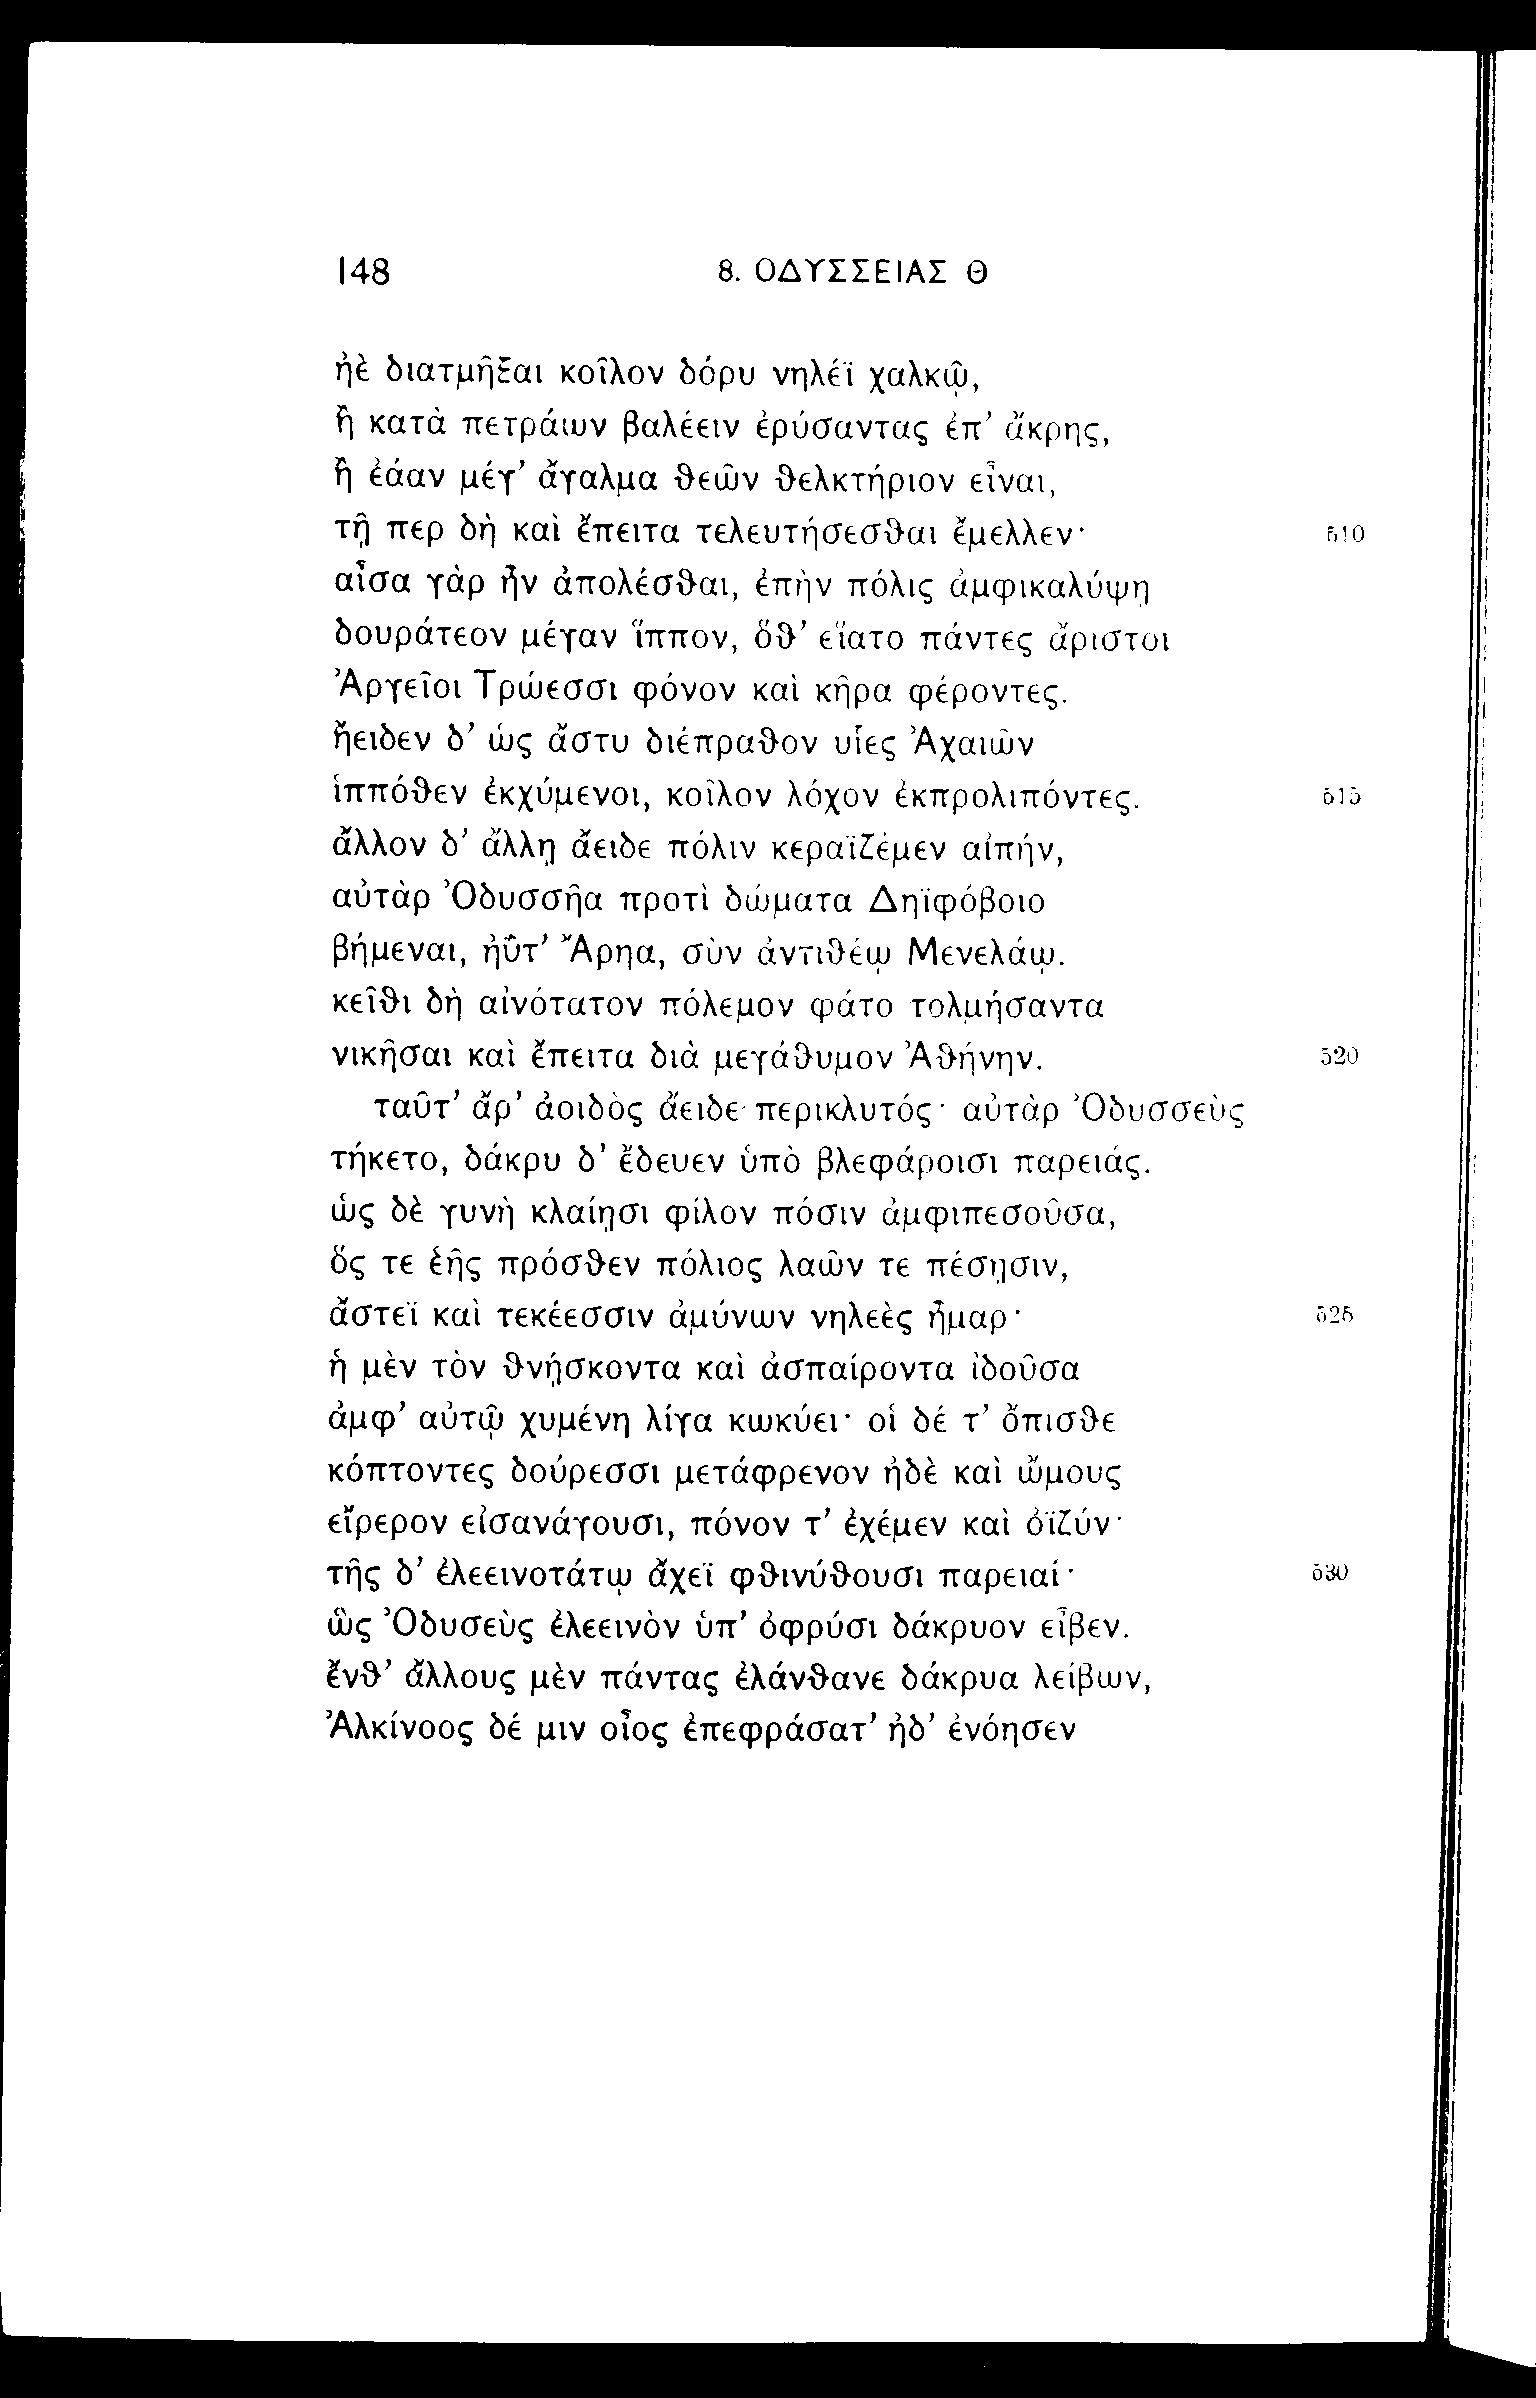 148 8. ΟΔΥΣΣΕΙΑΣ Θ
ἠὲ διατμῆξαι κοῖλον δόρυ νηλέϊ χαλκῷ,
ἢ κατὰ πετράων βαλέειν ἐρύσαντας ἐπ’ ἄκρης,
ἢ ἐάαν μέγ’ ἄγαλμα θεῶν θελκτήριον εἶναι,
τῇ περ δὴ καὶ ἔπειτα τελευτήσεσθαι ἔμελλεν· 510
αἶσα γὰρ ἦν ἀπολέσθαι, ἐπὴν πόλις ἀμφικαλύψῃ
δουράτεον μέγαν ἵππον, ὅθ’ εἵατο πάντες ἄριστοι
Ἀργεῖοι Τρώεσσι φόνον καὶ κῆρα φέροντες.
ἤειδεν δ’ ὡς ἄστυ διέπραθον υἷες Ἀχαιῶν
ἱππόθεν ἐκχύμενοι, κοῖλον λόχον ἐκπρολιπόντες. 515
ἄλλον δ’ ἄλλῃ ἄειδε πόλιν κεραϊζέμεν αἰπήν,
αὐτὰρ Ὀδυσσῆα προτὶ δώματα Δηϊφόβοιο
βήμεναι, ἠΰτ’ Ἄρηα, σὺν ἀντιθέῳ Μενελάῳ.
κεῖθι δὴ αἰνότατον πόλεμον φάτο τολμήσαντα
νικῆσαι καὶ ἔπειτα διὰ μεγάθυμον Ἀθήνην. 520
ταῦτ’ ἄρ’ ἀοιδὸς ἄειδε περικλυτός· αὐτὰρ Ὀδυσσεὺς
τήκετο, δάκρυ δ’ ἔδευεν ὑπὸ βλεφάροισι παρειάς.
ὡς δὲ γυνὴ κλαίῃσι φίλον πόσιν ἀμφιπεσοῦσα,
ὅς τε ἑῆς πρόσθεν πόλιος λαῶν τε πέσῃσιν,
ἄστεϊ καὶ τεκέεσσιν ἀμύνων νηλεὲς ἦμαρ· 525
ἡ μὲν τὸν θνῄσκοντα καὶ ἀσπαίροντα ἰδοῦσα
ἀμφ’ αὐτῷ χυμένη λίγα κωκύει· οἱ δέ τ’ ὄπισθε
κόπτοντες δούρεσσι μετάφρενον ἠδὲ καὶ ὤμους
εἴρερον εἰσανάγουσι, πόνον τ’ ἐχέμεν καὶ ὀϊζύν·
τῆς δ’ ἐλεεινοτάτῳ ἄχεϊ φθινύθουσι παρειαί· 530
ὣς Ὀδυσεὺς ἐλεεινὸν ὑπ’ ὀφρύσι δάκρυον εἶβεν.
ἔνθ’ ἄλλους μὲν πάντας ἐλάνθανε δάκρυα λείβων,
Ἀλκίνοος δέ μιν οἶος ἐπεφράσατ’ ἠδ’ ἐνόησεν